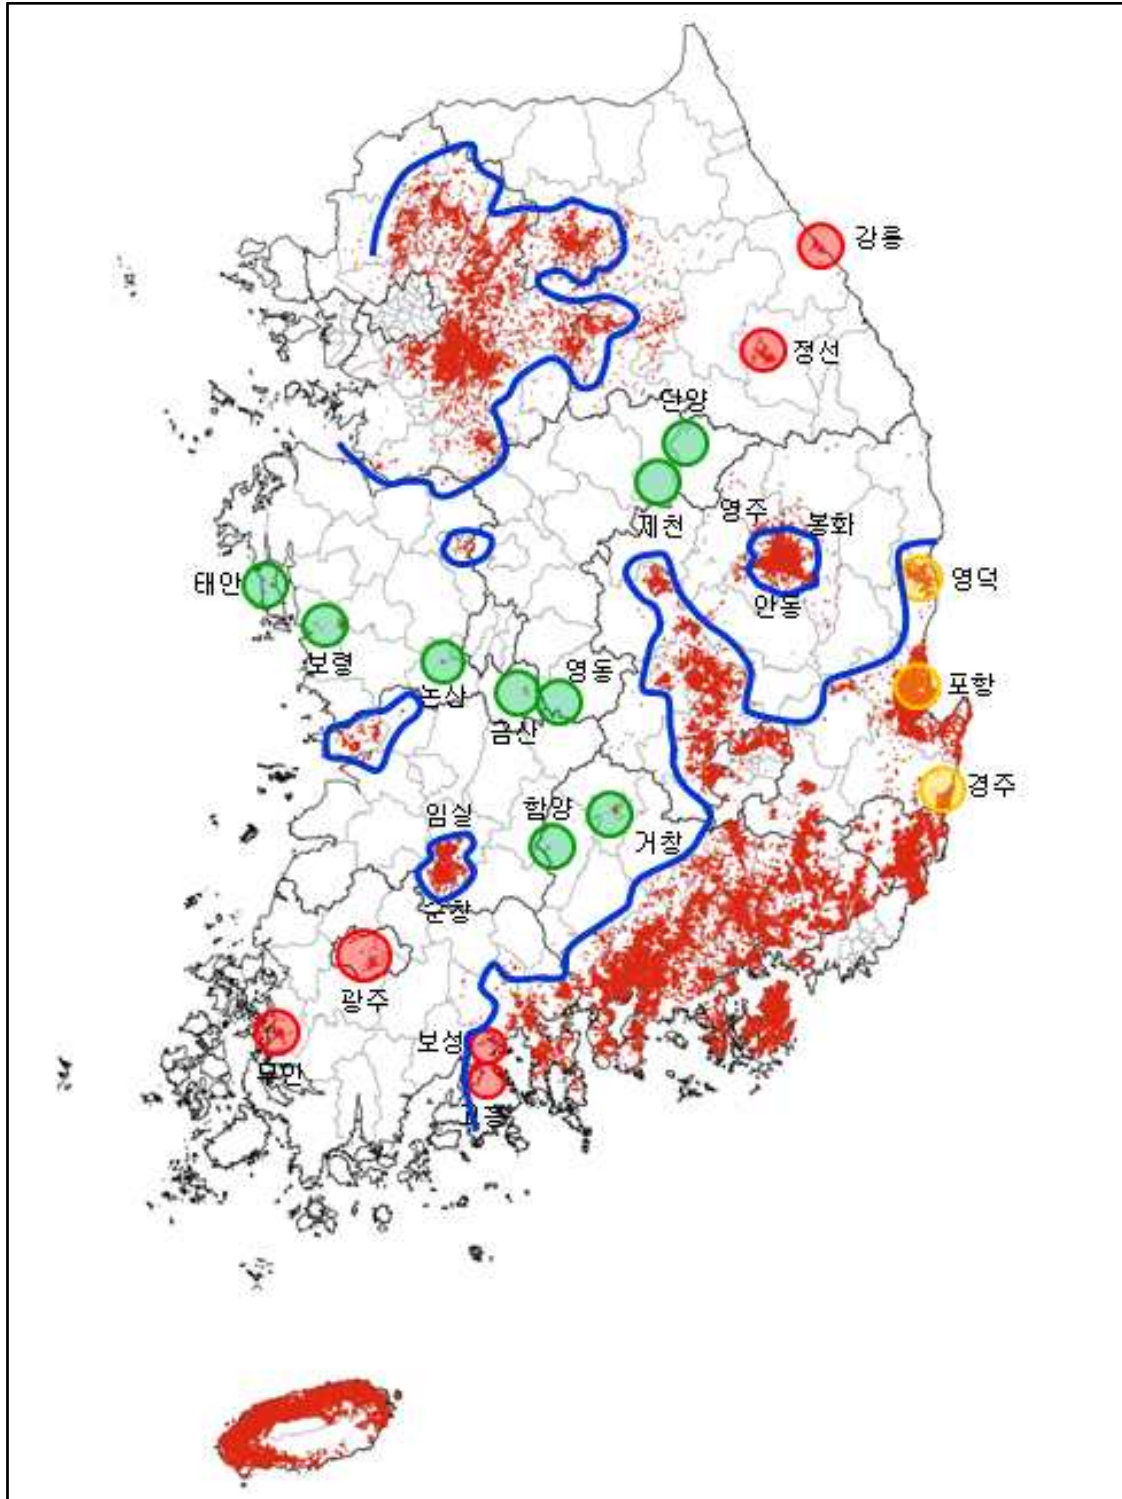 강릉
정선
단양
제천
영주
봉화
안동
영덕
태안
보령
논산
영동
금산
포항
경주
임실
함양
거창
순창
광주
보성
무안
고흥